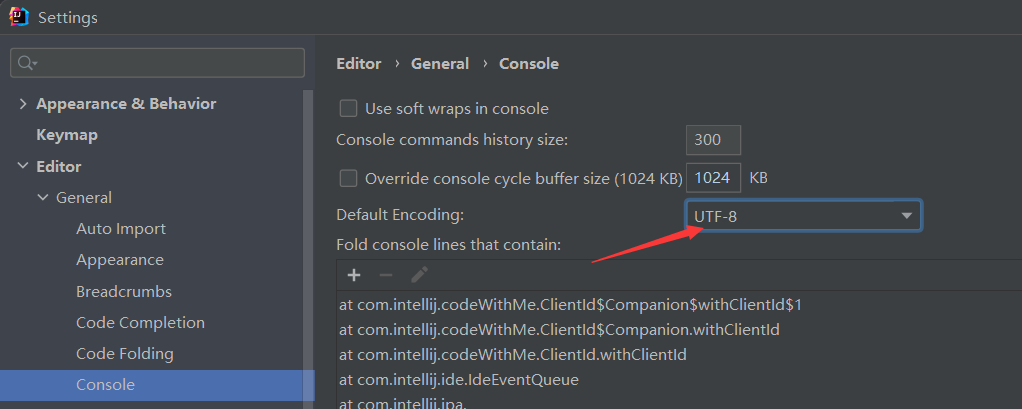 Settings
Appearance & Behavior
Keymap
Editor
General
Auto Import
Appearance
Breadcrumbs
Code Completion
Code Folding
Console
Editor › General › Console
Use soft wraps in console
Console commands history size: 300
Override console cycle buffer size (1024 KB) 1024 KB
Default Encoding: UTF-8
Fold console lines that contain:
at com.intellij.codeWithMe.ClientId$Companion$withClientId$1
at com.intellij.codeWithMe.ClientId$Companion.withClientId
at com.intellij.codeWithMe.ClientId.withClientId
at com.intellij.ide.IdeEventQueue
at com.intellij.jpa.